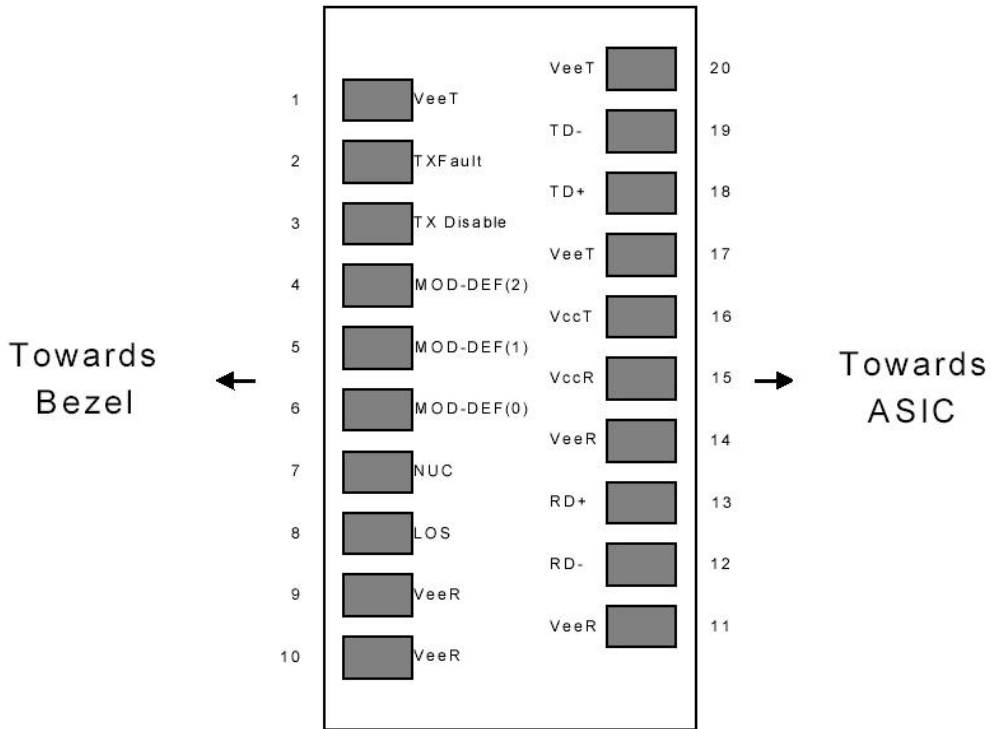 VeeT 20
1 VeeT
TD- 19
2 TXFault
TD+ 18
3 TX Disable
VeeT 17
4 MOD-DEF(2)
VccT 16
5 MOD-DEF(1)
Towards
Bezel
VccR 15
Towards
ASIC
6 MOD-DEF(0)
VeeR 14
7 NUC
RD+ 13
8 LOS
RD- 12
9 VeeR
VeeR 11
10 VeeR